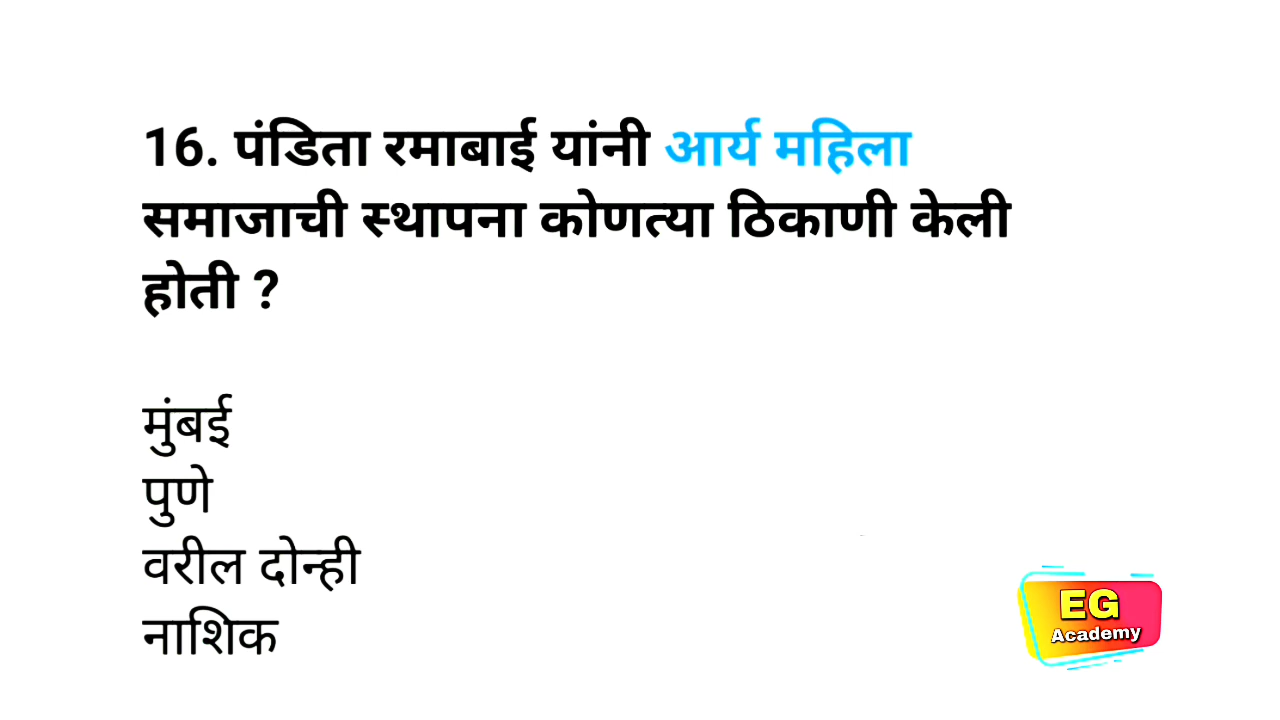 16. पंडिता रमाबाई यांनी आर्य महिला
समाजाची स्थापना कोणत्या ठिकाणी केली
होती ?
मुंबई
पुणे
वरील दोन्ही
नाशिक
EG
Academy